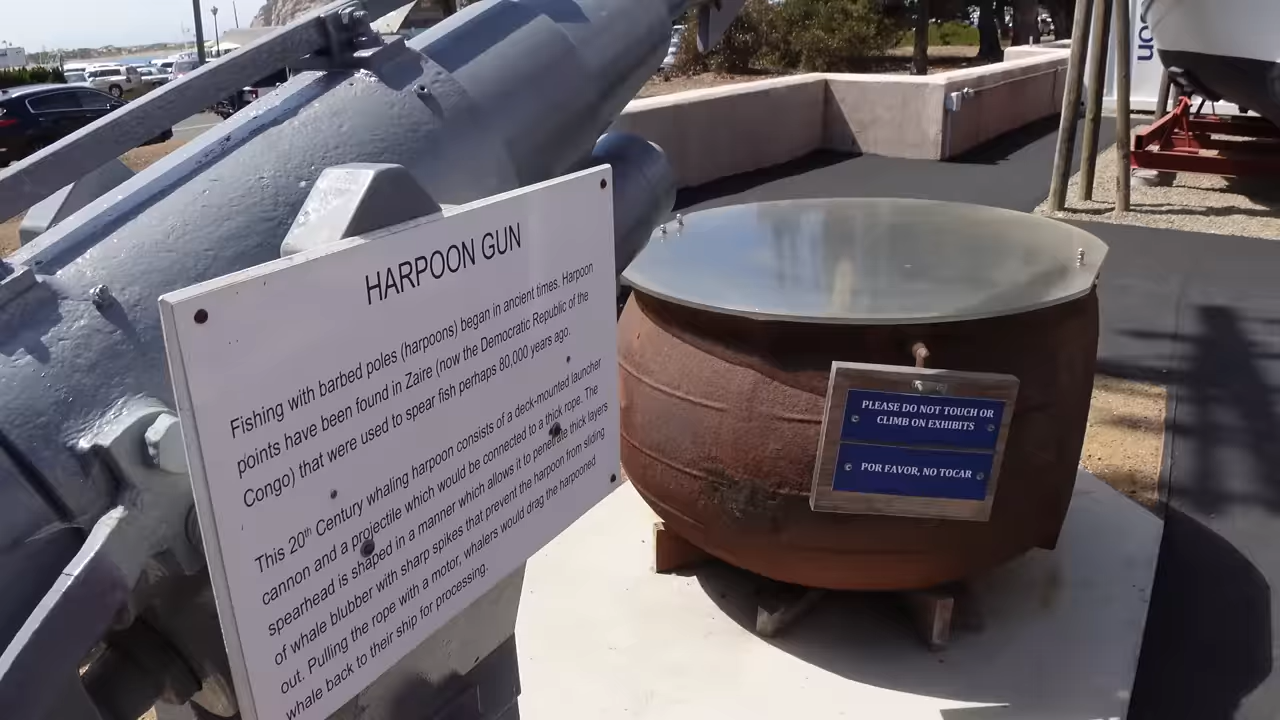 HARPOON GUN
Fishing with barbed poles (harpoons) began in ancient times. Harpoon
points have been found in Zaire (now the Democratic Republic of the
Congo) that were used to spear fish perhaps 80,000 years ago.
This 20th Century whaling harpoon consists of a deck-mounted launcher
cannon and a projectile which would be connected to a thick rope. The
spearhead is shaped in a manner which allows it to penetrate thick layers
of whale blubber with sharp spikes that prevent the harpoon from sliding
out. Pulling the rope with a motor, whalers would drag the harpooned
whale back to their ship for processing.
PLEASE DO NOT TOUCH OR
CLIMB ON EXHIBITS
POR FAVOR, NO TOCAR